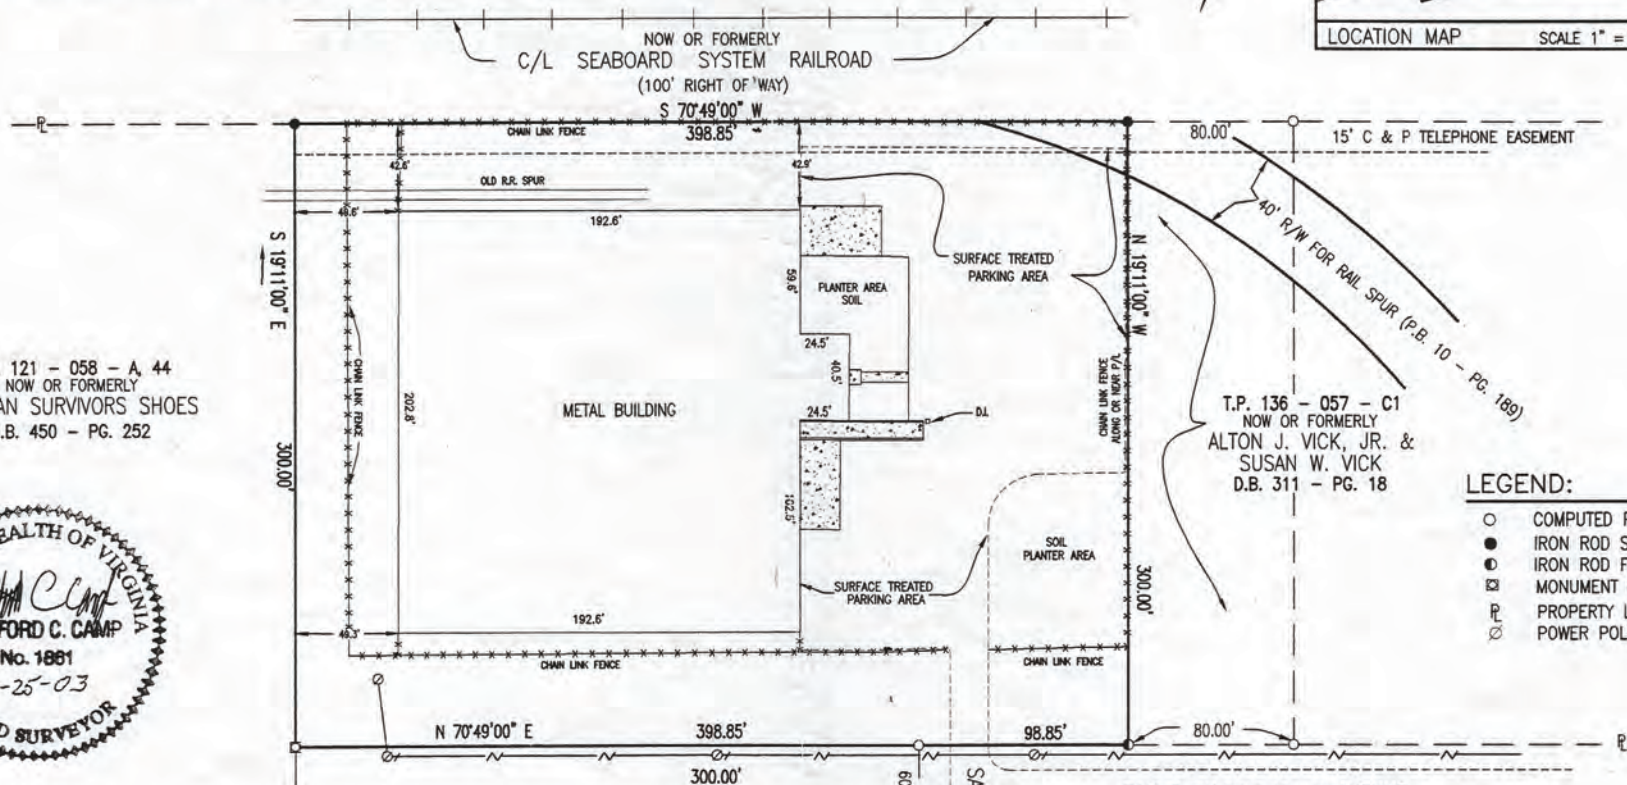 LOCATION MAP SCALE 1" =
NOW OR FORMERLY
C/L SEABOARD SYSTEM RAILROAD
(100' RIGHT OF WAY)
S 70°49'00" W
398.85'
CHAIN LINK FENCE
80.00'
15' C & P TELEPHONE EASEMENT
42.6'
42.9'
OLD R.R. SPUR
192.6'
S 19°11'00" E
300.00'
CHAIN LINK FENCE
202.8'
METAL BUILDING
59.6'
PLANTER AREA
SOIL
24.5'
40.5'
24.5'
D.I.
102.5'
SURFACE TREATED
PARKING AREA
N 19°11'00" W
CHAIN LINK FENCE
ALONG OR NEAR P/L
300.00'
40' R/W FOR RAIL SPUR (P.B. 10 - PG. 189)
121 - 058 - A, 44
NOW OR FORMERLY
AN SURVIVORS SHOES
.B. 450 - PG. 252
T.P. 136 - 057 - C1
NOW OR FORMERLY
ALTON J. VICK, JR. &
SUSAN W. VICK
D.B. 311 - PG. 18
SOIL
PLANTER AREA
SURFACE TREATED
PARKING AREA
192.6'
CHAIN LINK FENCE
CHAIN LINK FENCE
LEGEND:
COMPUTED P
IRON ROD S
IRON ROD F
MONUMENT
PROPERTY L
POWER POL
EALTH OF VIRGINIA
FORD C. CAMP
No. 1881
-25-03
D SURVEYOR
N 70°49'00" E 398.85' 98.85' 80.00'
300.00'